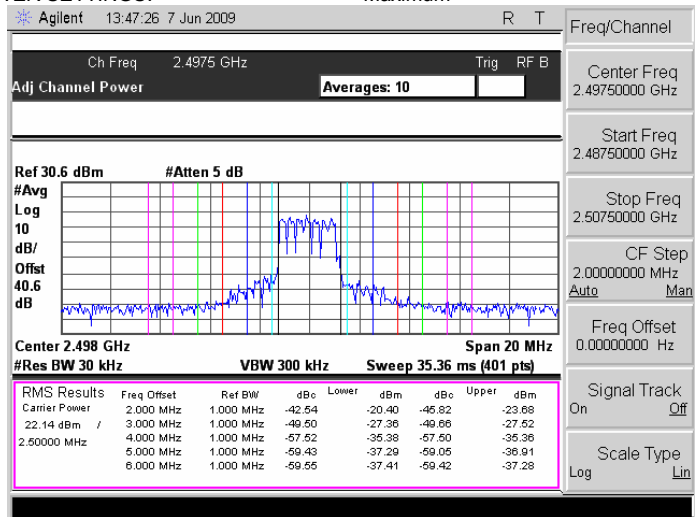 Agilent 13:47:26 7 Jun 2009 R T
Freq/Channel
Ch Freq 2.4975 GHz Trig RF B
Adj Channel Power Averages: 10
Center Freq
2.49750000 GHz
Start Freq
2.48750000 GHz
Stop Freq
2.50750000 GHz
CF Step
2.00000000 MHz
Auto Man
Freq Offset
0.00000000 Hz
Signal Track
On Off
Scale Type
Log Lin
Ref 30.6 dBm #Atten 5 dB
#Avg
Log
10
dB/
Offst
40.6
dB
Center 2.498 GHz Span 20 MHz
#Res BW 30 kHz VBW 300 kHz Sweep 35.36 ms (401 pts)
RMS Results Freq Offset Ref BW dBc Lower dBm dBc Upper dBm
Carrier Power 2.000 MHz 1.000 MHz -42.54 -20.40 -45.82 -23.68
22.14 dBm / 3.000 MHz 1.000 MHz -49.50 -27.36 -49.66 -27.52
2.50000 MHz 4.000 MHz 1.000 MHz -57.52 -35.38 -57.50 -35.36
5.000 MHz 1.000 MHz -59.43 -37.29 -59.05 -36.91
6.000 MHz 1.000 MHz -59.55 -37.41 -59.42 -37.28